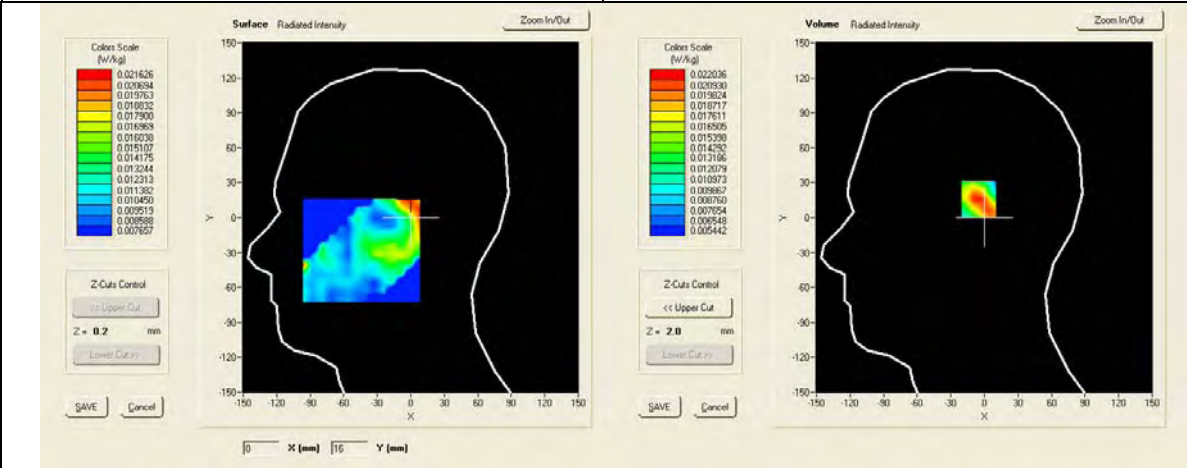 Surface Radiated Intensity
Zoom In/Out
Colors Scale
(W/kg)
0.021626
0.020694
0.019763
0.018832
0.017900
0.016969
0.016038
0.015107
0.014175
0.013244
0.012313
0.011382
0.010450
0.009519
0.008588
0.007657
Z-Cuts Control
<< Upper Cut
Z = 0.2 mm
Lower Cut >>
SAVE Cancel
150
120
90
60
30
0
-30
-60
-90
-120
-150
Y
-150 -120 -90 -60 -30 0 30 60 90 120 150
X
0 X (mm) 16 Y (mm)
Volume Radiated Intensity
Zoom In/Out
Colors Scale
(W/kg)
0.022036
0.020930
0.019824
0.018717
0.017611
0.016505
0.015398
0.014292
0.013186
0.012079
0.010973
0.009867
0.008760
0.007654
0.006548
0.005442
Z-Cuts Control
<< Upper Cut
Z = 2.0 mm
Lower Cut >>
SAVE Cancel
150
120
90
60
30
0
-30
-60
-90
-120
-150
Y
-150 -120 -90 -60 -30 0 30 60 90 120 150
X